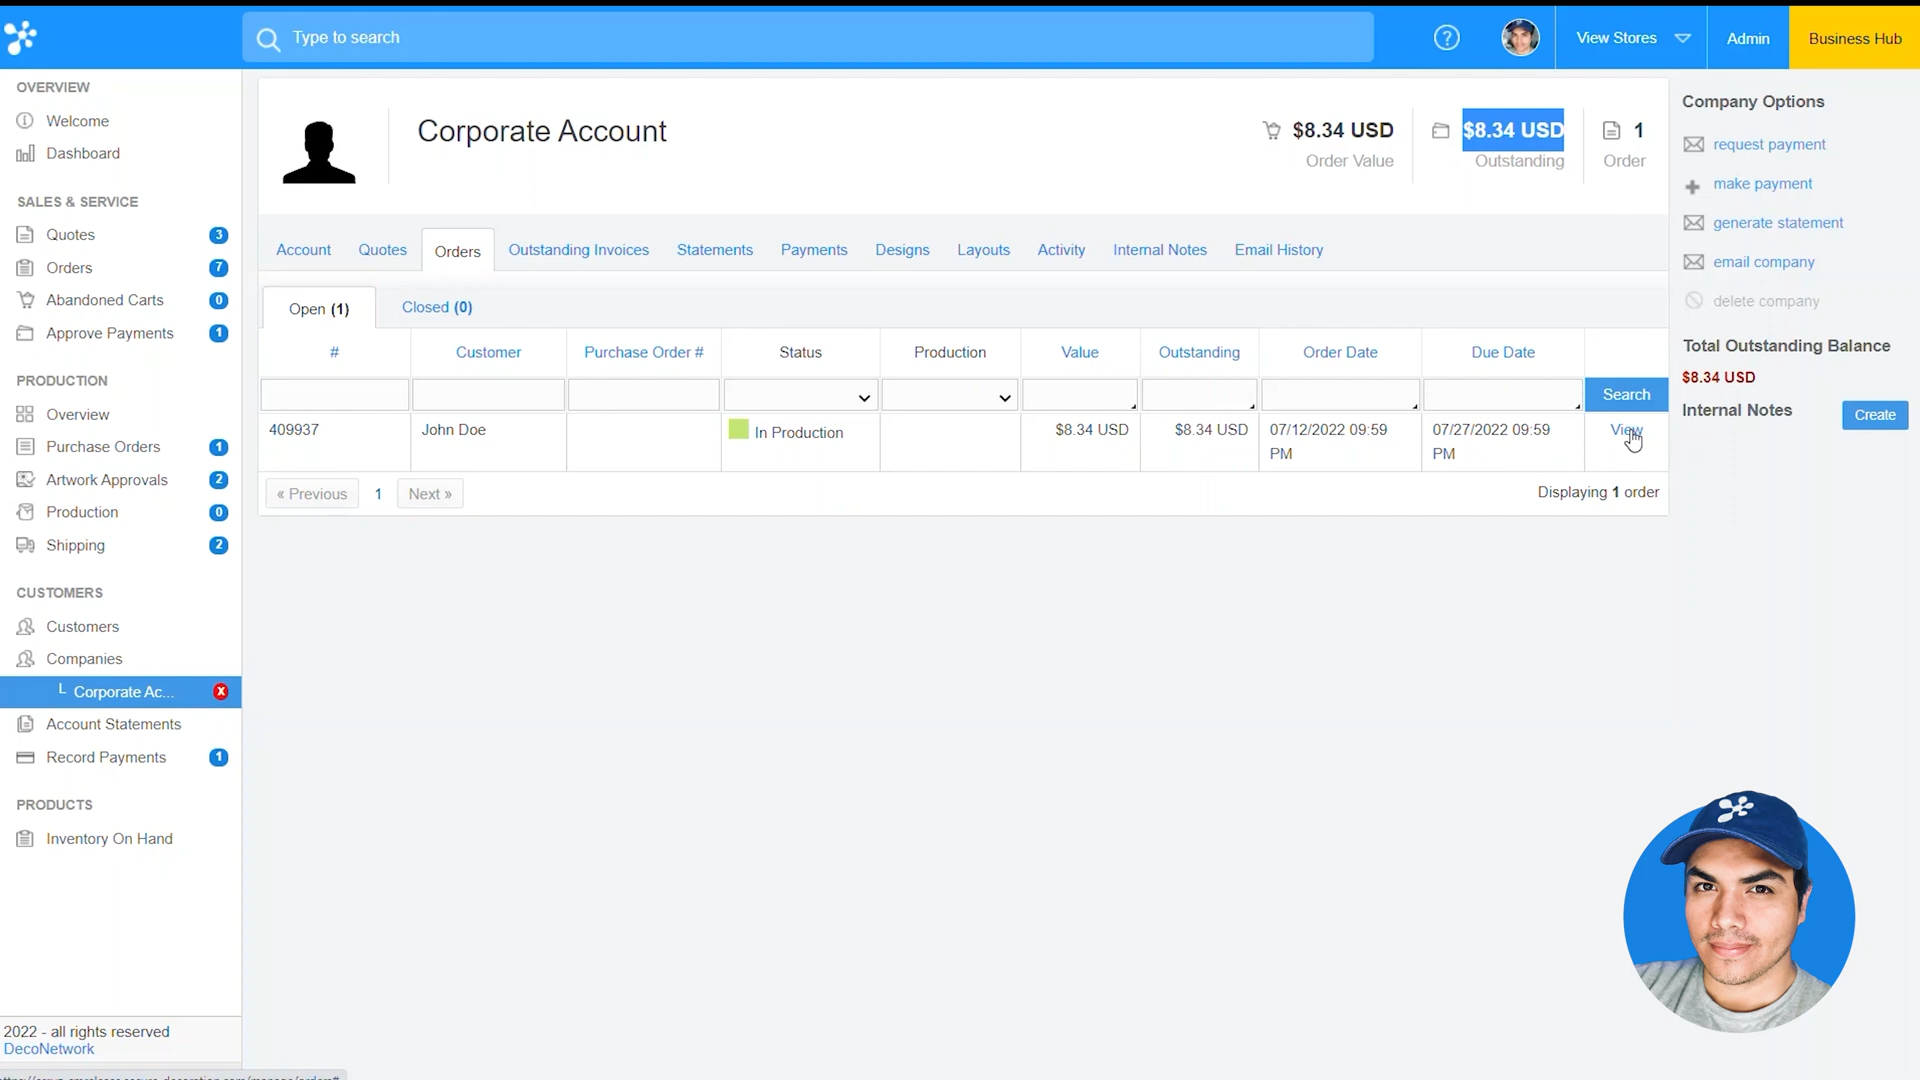 Type to search
?
View Stores
Admin
Business Hub
OVERVIEW
Welcome
Dashboard
SALES & SERVICE
Quotes 3
Orders 7
Abandoned Carts 0
Approve Payments 1
PRODUCTION
Overview
Purchase Orders 1
Artwork Approvals 2
Production 0
Shipping 2
CUSTOMERS
Customers
Companies
Corporate Ac... X
Account Statements
Record Payments 1
PRODUCTS
Inventory On Hand
2022 - all rights reserved
DecoNetwork
Corporate Account
$8.34 USD
Order Value
$8.34 USD
Outstanding
1
Order
Account Quotes Orders Outstanding Invoices Statements Payments Designs Layouts Activity Internal Notes Email History
Open (1) Closed (0)
# Customer Purchase Order # Status Production Value Outstanding Order Date Due Date
Search
409937 John Doe In Production $8.34 USD $8.34 USD 07/12/2022 09:59 PM 07/27/2022 09:59 PM View
« Previous 1 Next » Displaying 1 order
Company Options
request payment
make payment
generate statement
email company
delete company
Total Outstanding Balance
$8.34 USD
Internal Notes Create